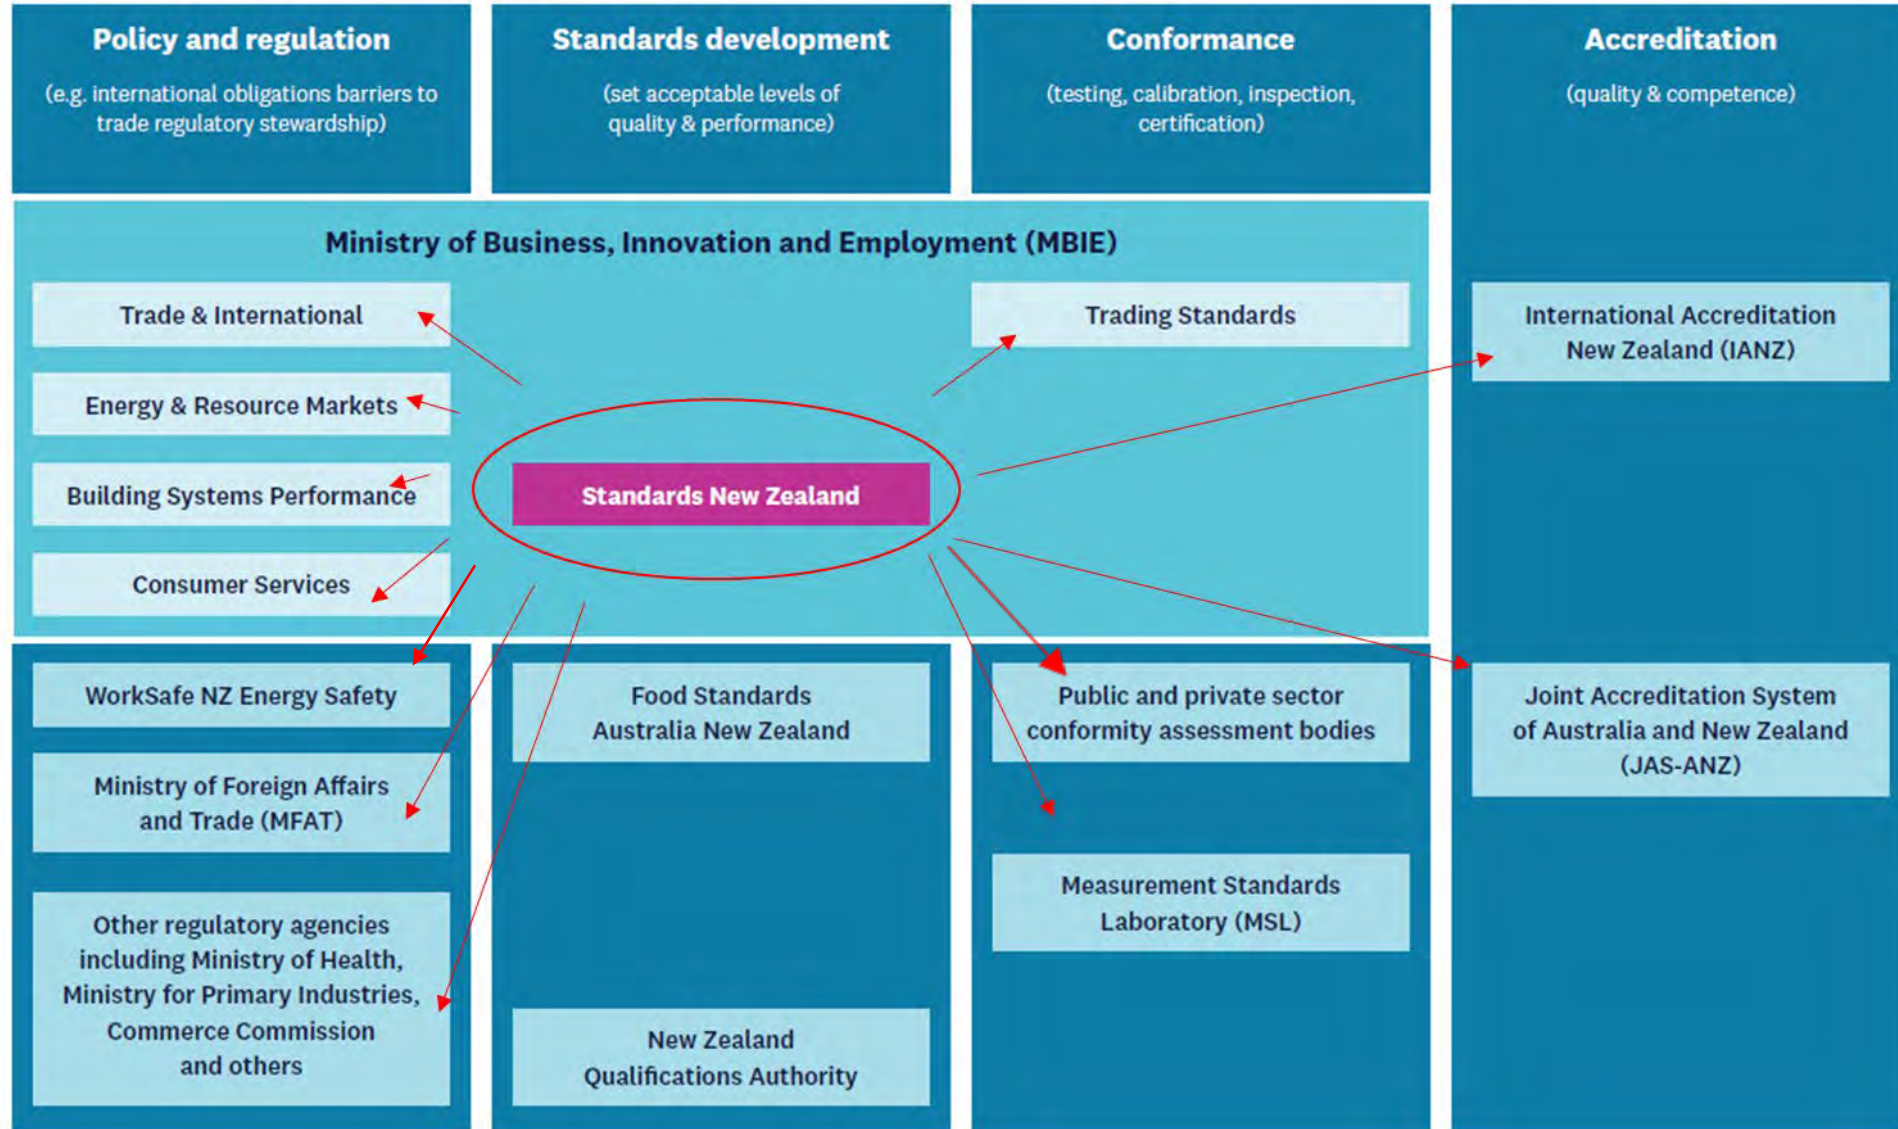 Policy and regulation
(e.g. international obligations barriers to
trade regulatory stewardship)
Standards development
(set acceptable levels of
quality & performance)
Conformance
(testing, calibration, inspection,
certification)
Accreditation
(quality & competence)
Ministry of Business, Innovation and Employment (MBIE)
Trade & International
Energy & Resource Markets
Building Systems Performance
Consumer Services
Standards New Zealand
Trading Standards
International Accreditation
New Zealand (IANZ)
WorkSafe NZ Energy Safety
Ministry of Foreign Affairs
and Trade (MFAT)
Other regulatory agencies
including Ministry of Health,
Ministry for Primary Industries,
Commerce Commission
and others
Food Standards
Australia New Zealand
New Zealand
Qualifications Authority
Public and private sector
conformity assessment bodies
Measurement Standards
Laboratory (MSL)
Joint Accreditation System
of Australia and New Zealand
(JAS-ANZ)